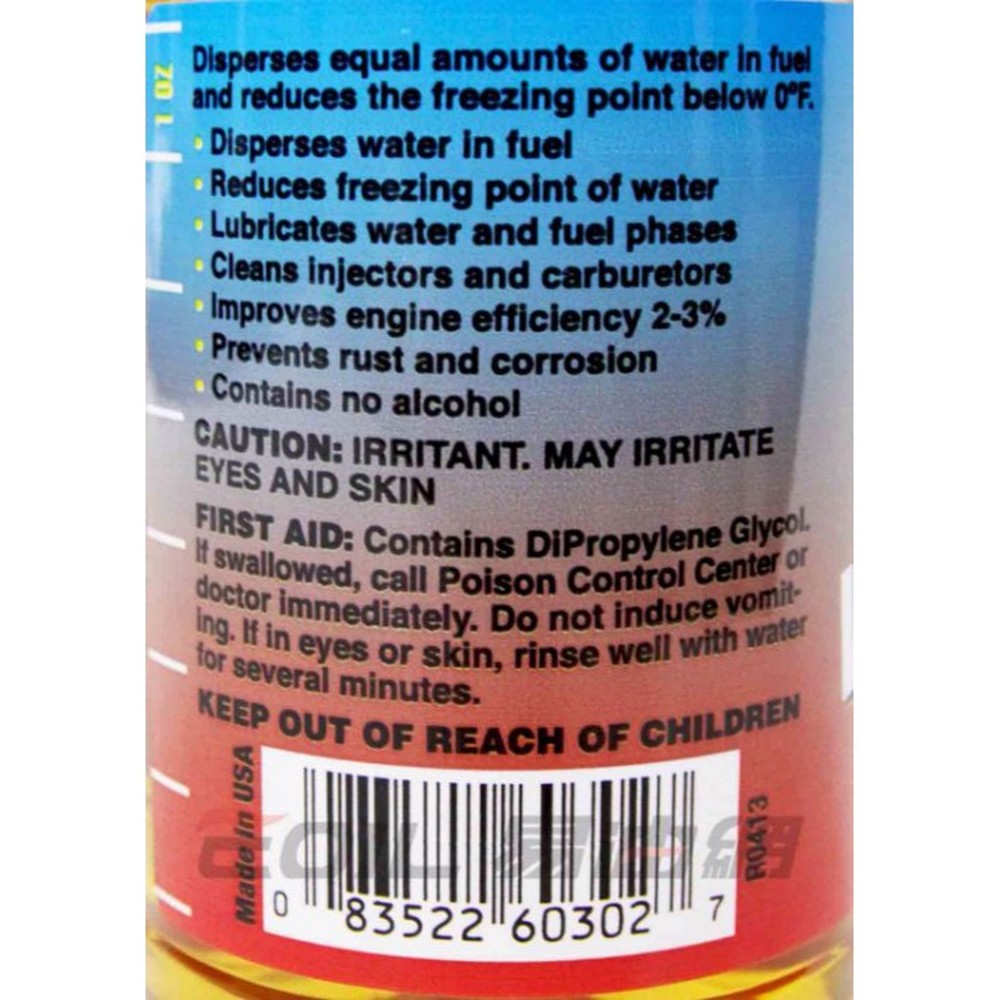 Disperses equal amounts of water in fuel
and reduces the freezing point below 0°F.
• Disperses water in fuel
• Reduces freezing point of water
• Lubricates water and fuel phases
• Cleans injectors and carburetors
• Improves engine efficiency 2-3%
• Prevents rust and corrosion
• Contains no alcohol
CAUTION: IRRITANT. MAY IRRITATE
EYES AND SKIN
FIRST AID: Contains DiPropylene Glycol.
If swallowed, call Poison Control Center or
doctor immediately. Do not induce vomit-
ing. If in eyes or skin, rinse well with water
for several minutes.
KEEP OUT OF REACH OF CHILDREN
Made in USA
0 83522 60302 7
R0413